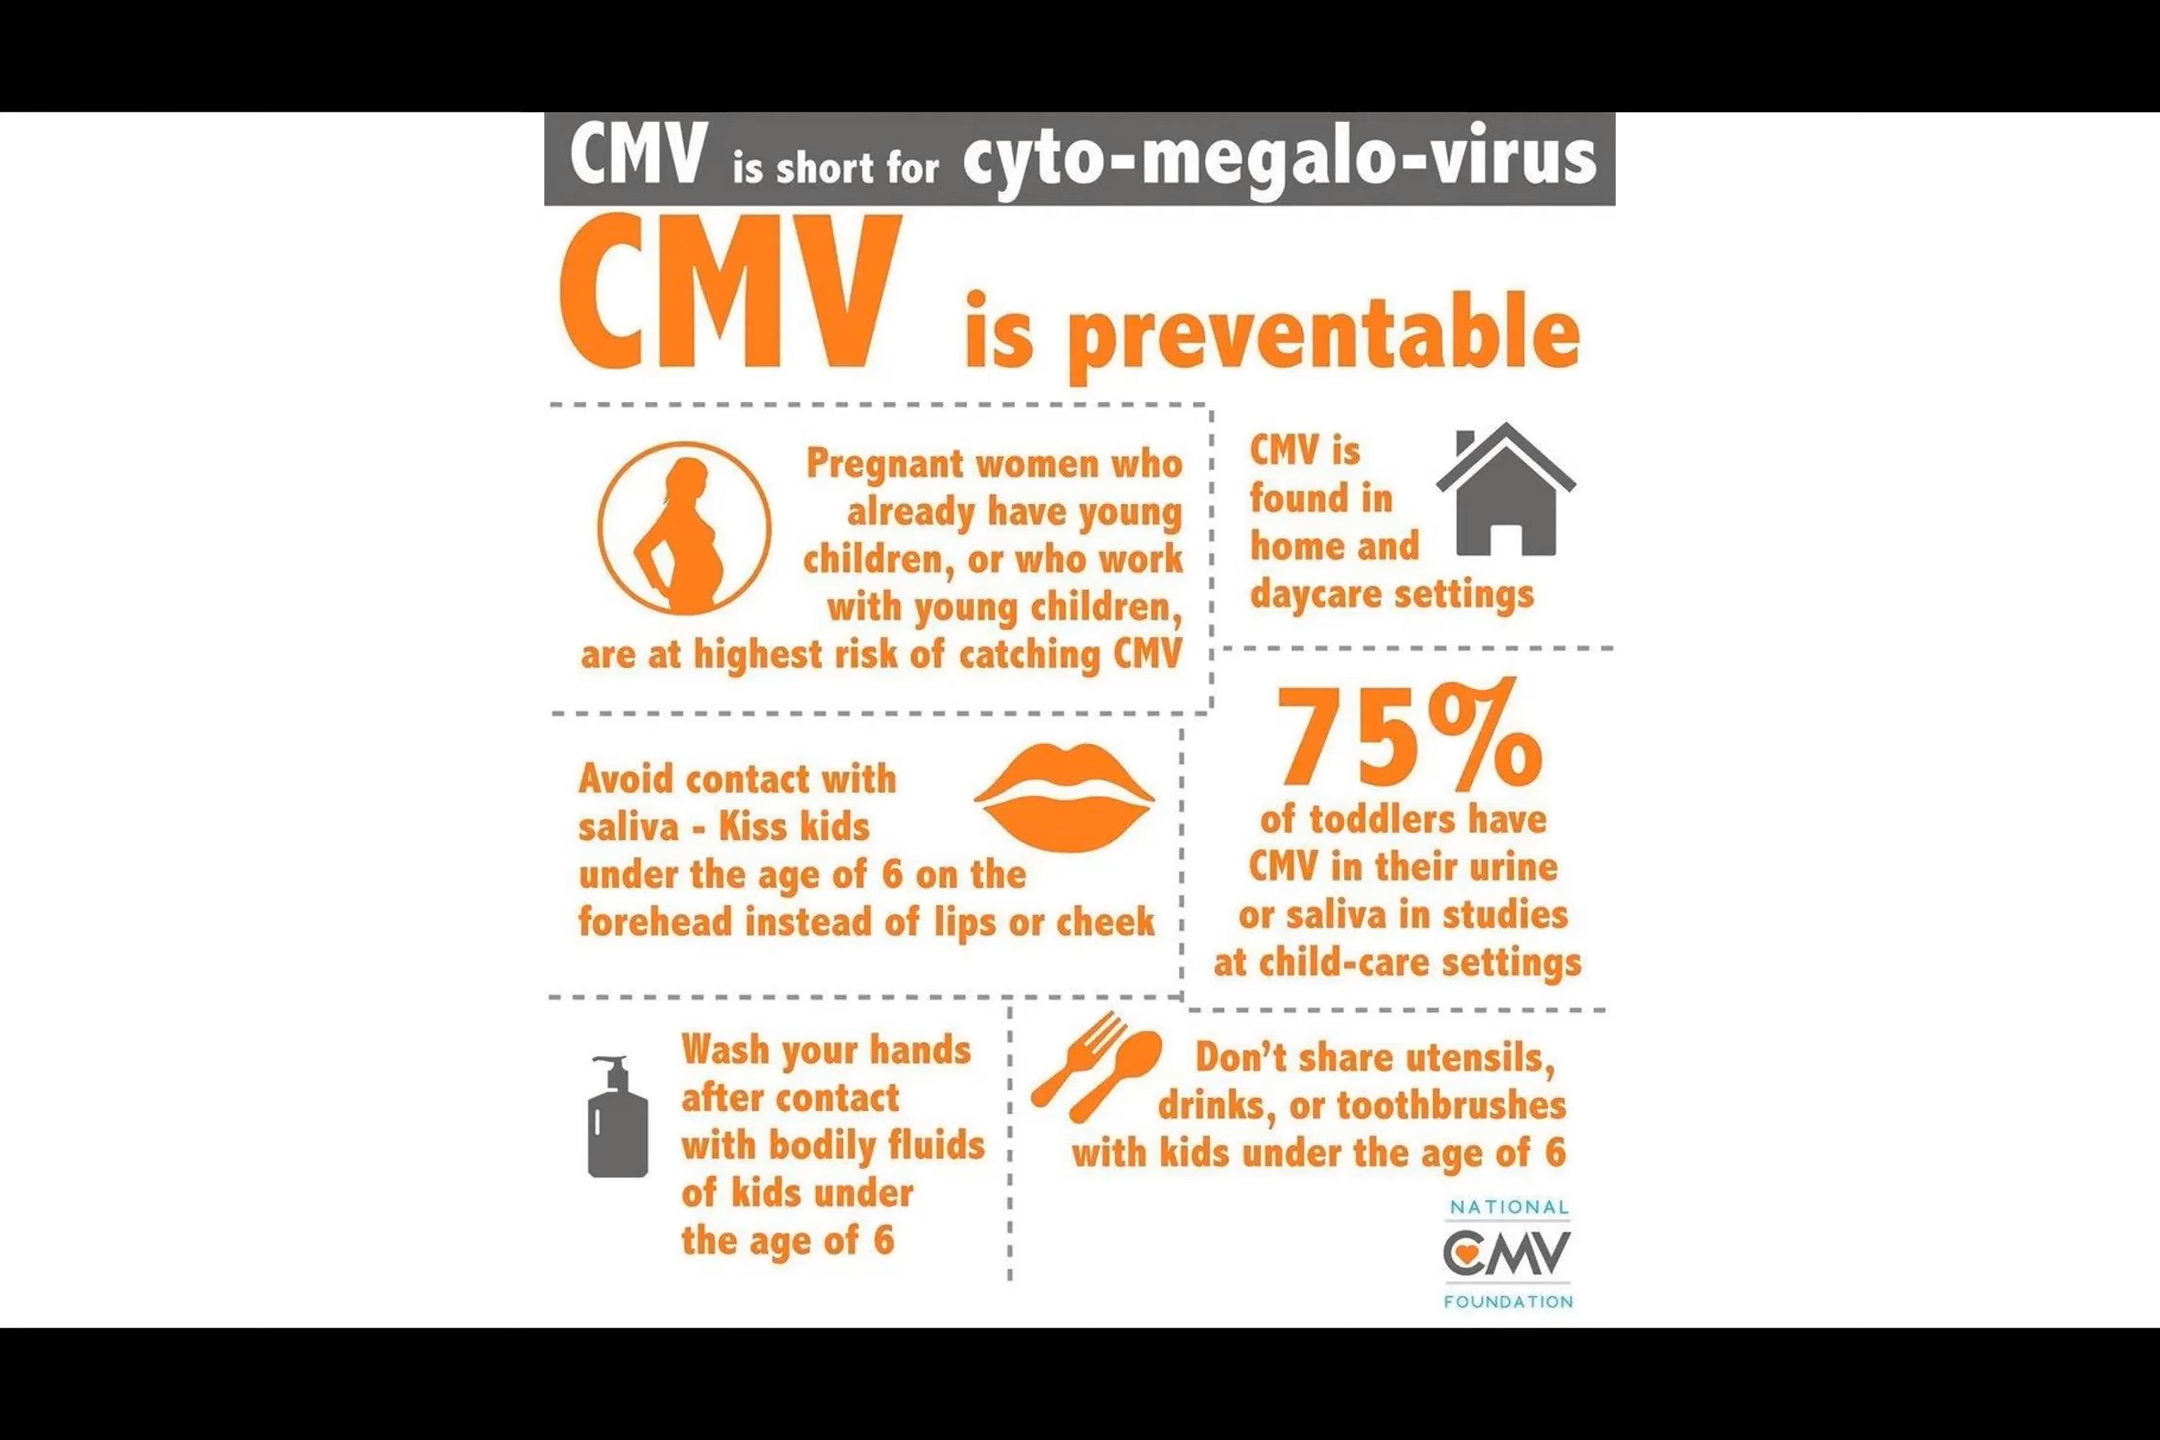 CMV is short for cyto-megalo-virus
CMV is preventable
Pregnant women who
already have young
children, or who work
with young children,
are at highest risk of catching CMV
CMV is
found in
home and
daycare settings
Avoid contact with
saliva - Kiss kids
under the age of 6 on the
forehead instead of lips or cheek
75%
of toddlers have
CMV in their urine
or saliva in studies
at child-care settings
Wash your hands
after contact
with bodily fluids
of kids under
the age of 6
Don't share utensils,
drinks, or toothbrushes
with kids under the age of 6
NATIONAL
CMV
FOUNDATION